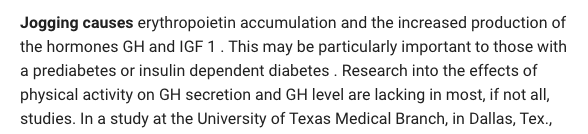 Jogging causes erythropoietin accumulation and the increased production of
the hormones GH and IGF 1 . This may be particularly important to those with
a prediabetes or insulin dependent diabetes . Research into the effects of
physical activity on GH secretion and GH level are lacking in most, if not all,
studies. In a study at the University of Texas Medical Branch, in Dallas, Tex.,